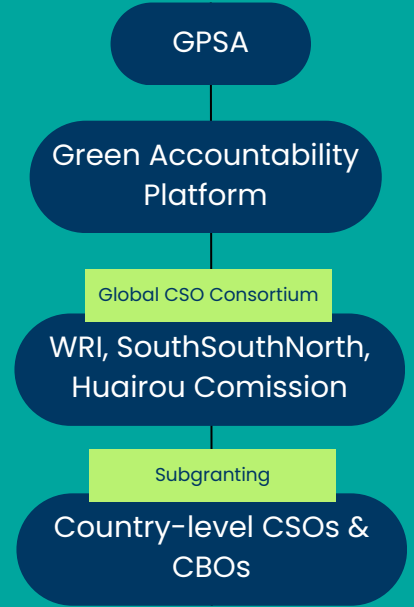 GPSA
Green Accountability
Platform
Global CSO Consortium
WRI, SouthSouthNorth,
Huairou Comission
Subgranting
Country-level CSOs &
CBOs